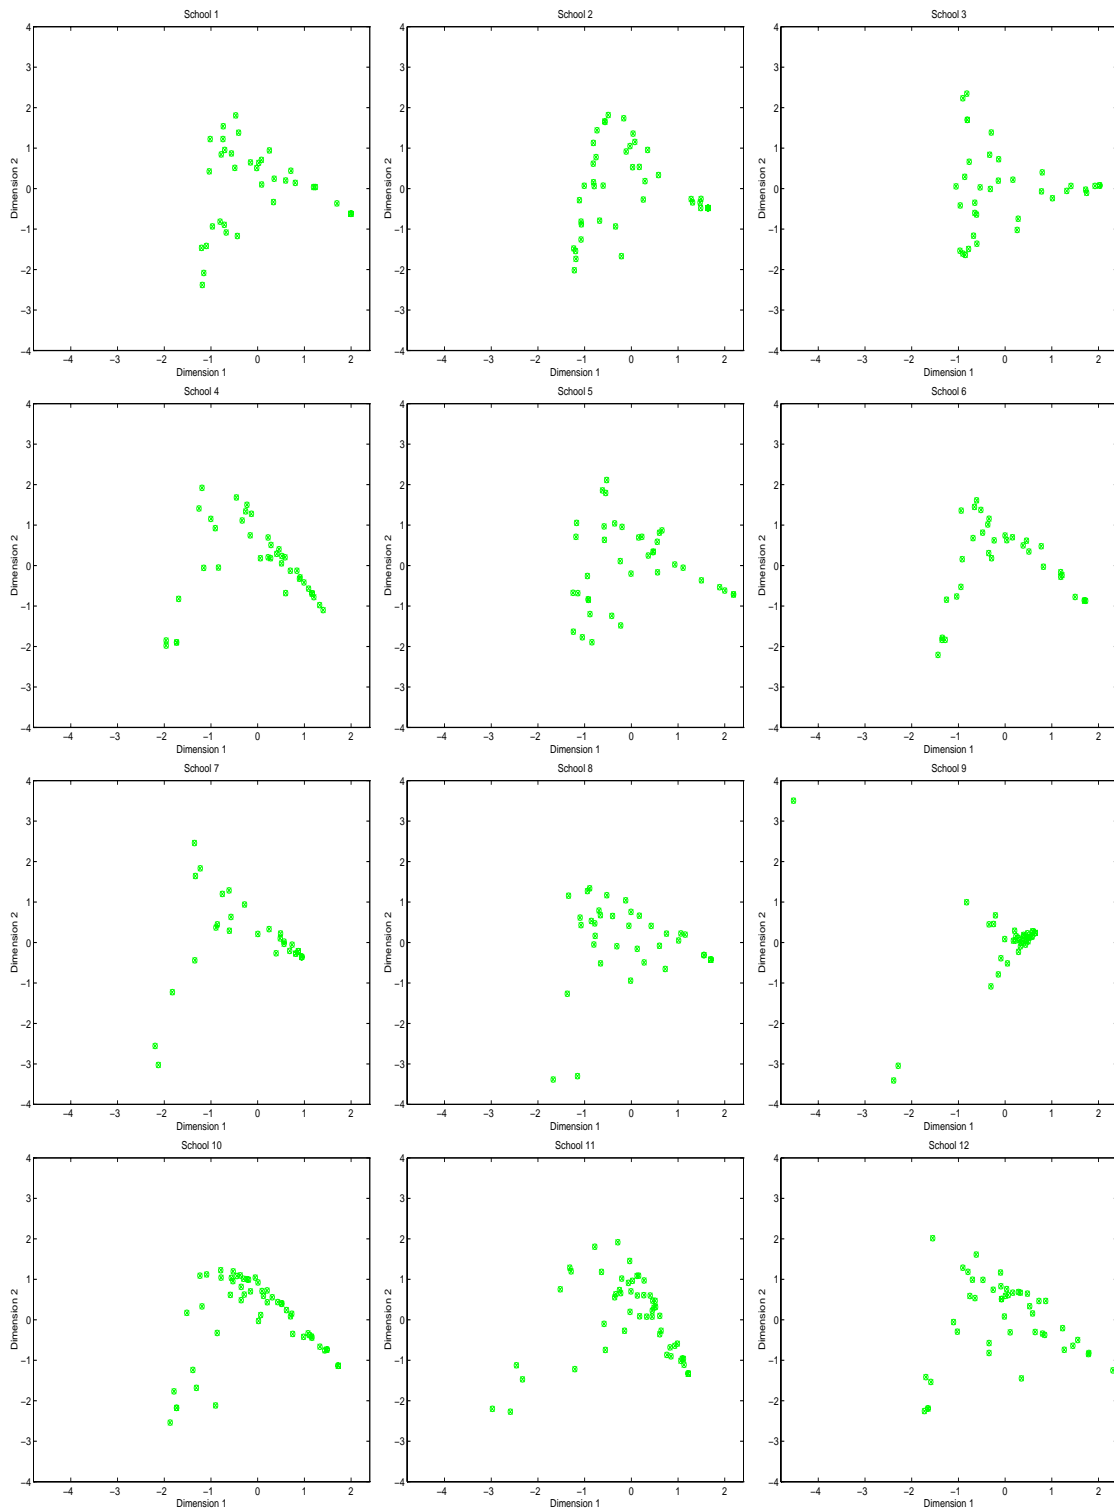 School 1
4
3
2
1
0
−1
−2
−3
−4
Dimension 2
−4 −3 −2 −1 0 1 2
Dimension 1
School 2
4
3
2
1
0
−1
−2
−3
−4
Dimension 2
−4 −3 −2 −1 0 1 2
Dimension 1
School 3
4
3
2
1
0
−1
−2
−3
−4
Dimension 2
−4 −3 −2 −1 0 1 2
Dimension 1
School 4
4
3
2
1
0
−1
−2
−3
−4
Dimension 2
−4 −3 −2 −1 0 1 2
Dimension 1
School 5
4
3
2
1
0
−1
−2
−3
−4
Dimension 2
−4 −3 −2 −1 0 1 2
Dimension 1
School 6
4
3
2
1
0
−1
−2
−3
−4
Dimension 2
−4 −3 −2 −1 0 1 2
Dimension 1
School 7
4
3
2
1
0
−1
−2
−3
−4
Dimension 2
−4 −3 −2 −1 0 1 2
Dimension 1
School 8
4
3
2
1
0
−1
−2
−3
−4
Dimension 2
−4 −3 −2 −1 0 1 2
Dimension 1
School 9
4
3
2
1
0
−1
−2
−3
−4
Dimension 2
−4 −3 −2 −1 0 1 2
Dimension 1
School 10
4
3
2
1
0
−1
−2
−3
−4
Dimension 2
−4 −3 −2 −1 0 1 2
Dimension 1
School 11
4
3
2
1
0
−1
−2
−3
−4
Dimension 2
−4 −3 −2 −1 0 1 2
Dimension 1
School 12
4
3
2
1
0
−1
−2
−3
−4
Dimension 2
−4 −3 −2 −1 0 1 2
Dimension 1